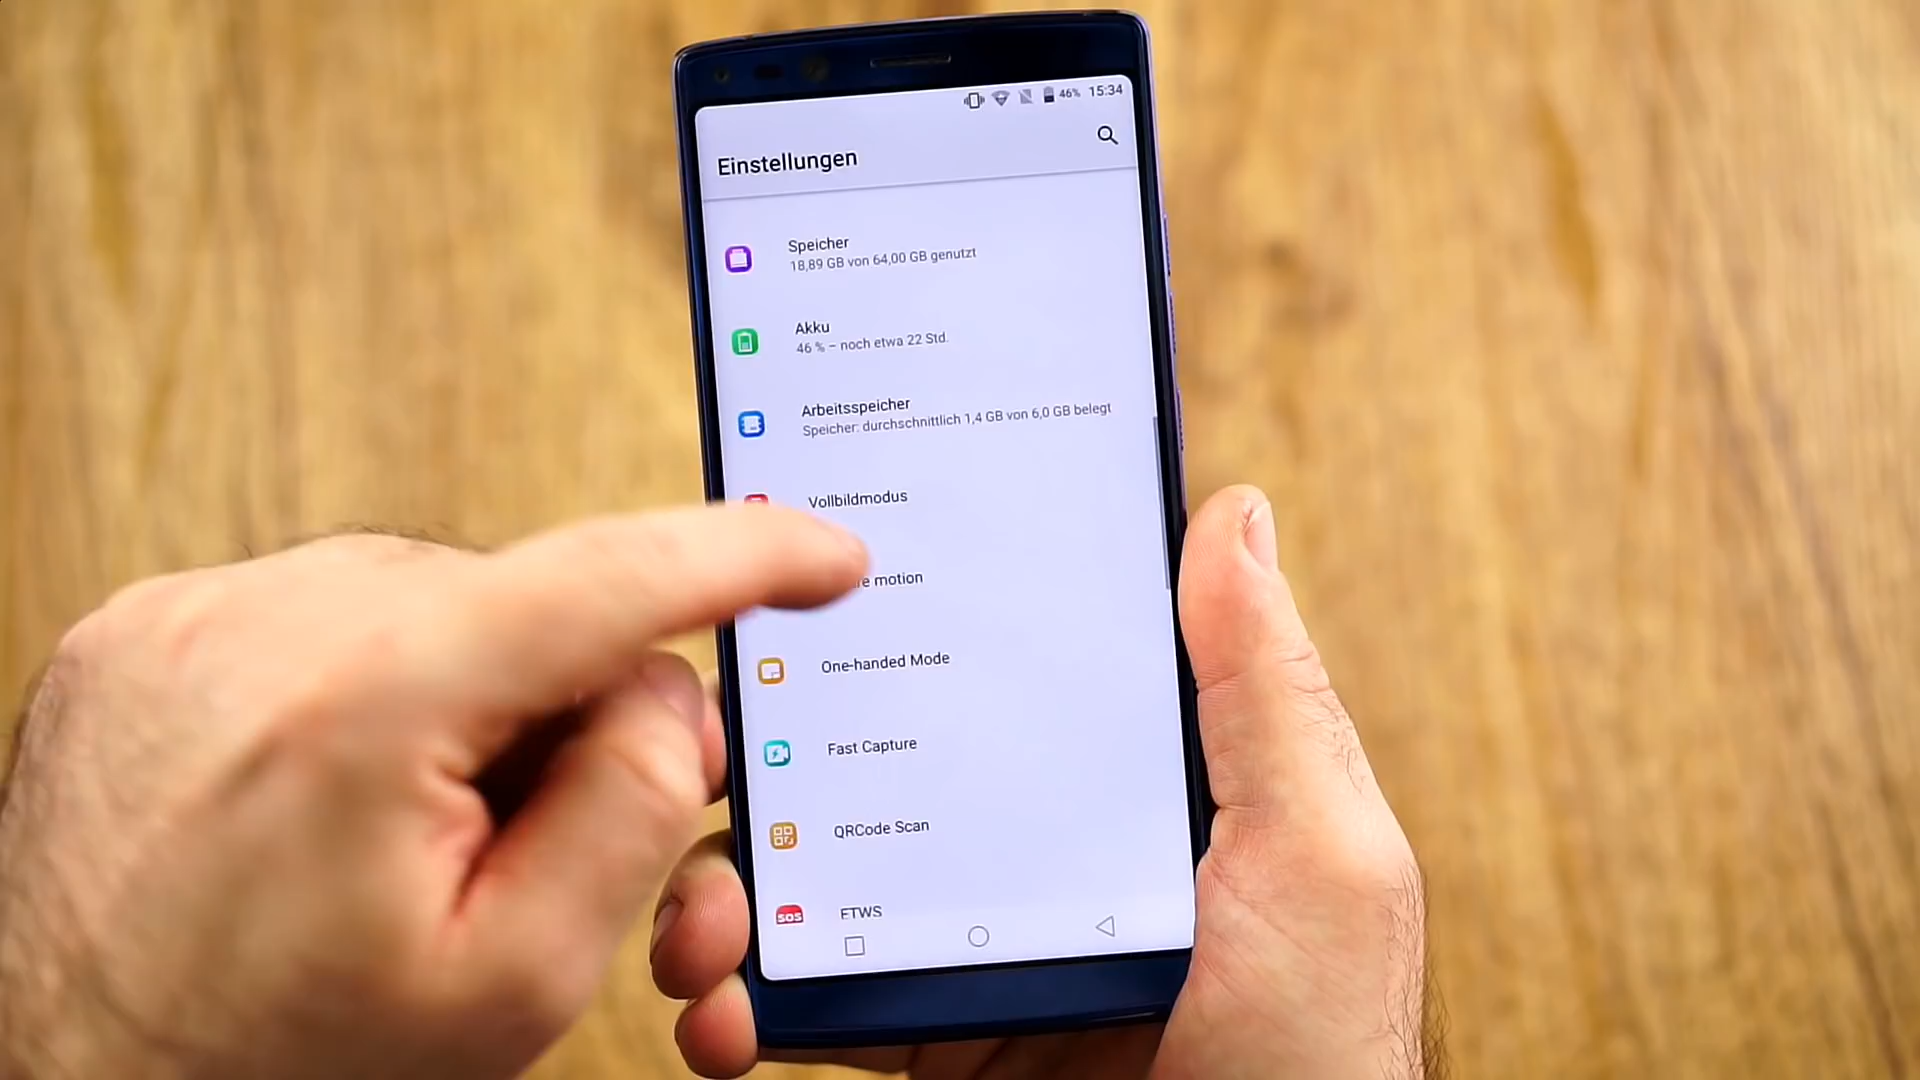 46% 15:34
Einstellungen
Speicher
18,89 GB von 64,00 GB genutzt
Akku
46 % – noch etwa 22 Std.
Arbeitsspeicher
Speicher: durchschnittlich 1,4 GB von 6,0 GB belegt
Vollbildmodus
motion
One-handed Mode
Fast Capture
QRCode Scan
SOS ETWS